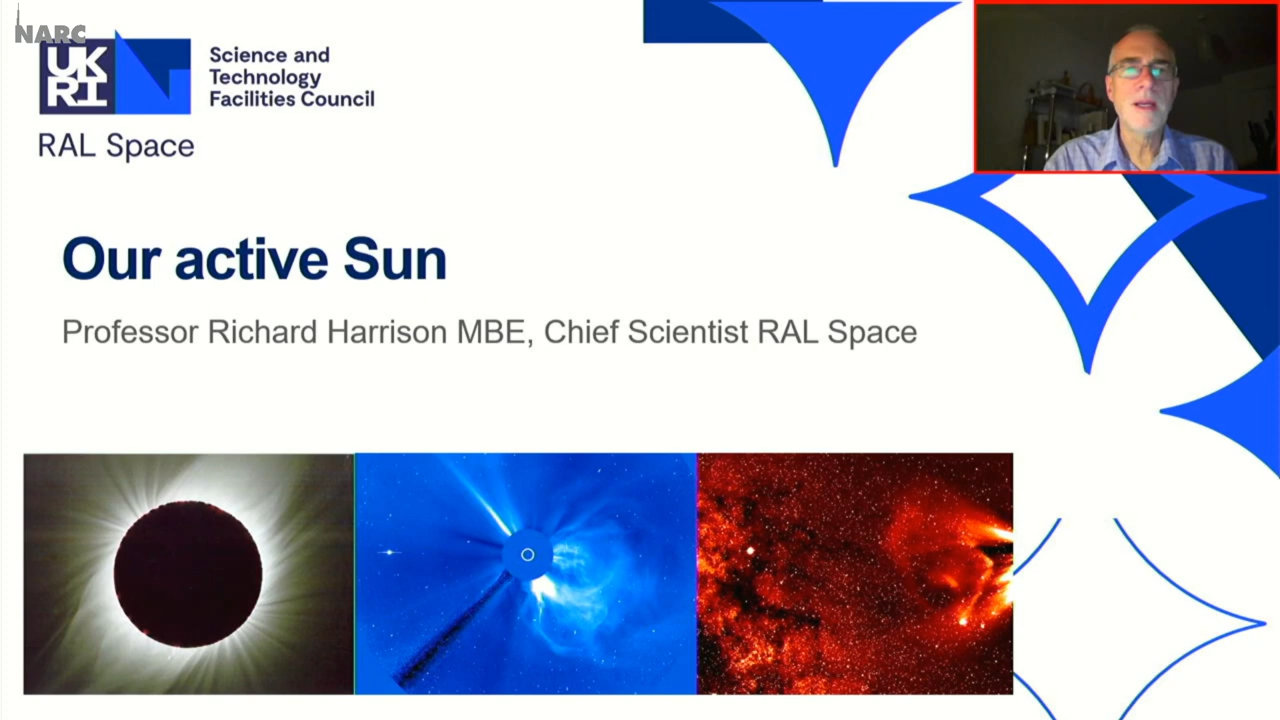 NARC
UK
RI
Science and
Technology
Facilities Council
RAL Space
Our active Sun
Professor Richard Harrison MBE, Chief Scientist RAL Space